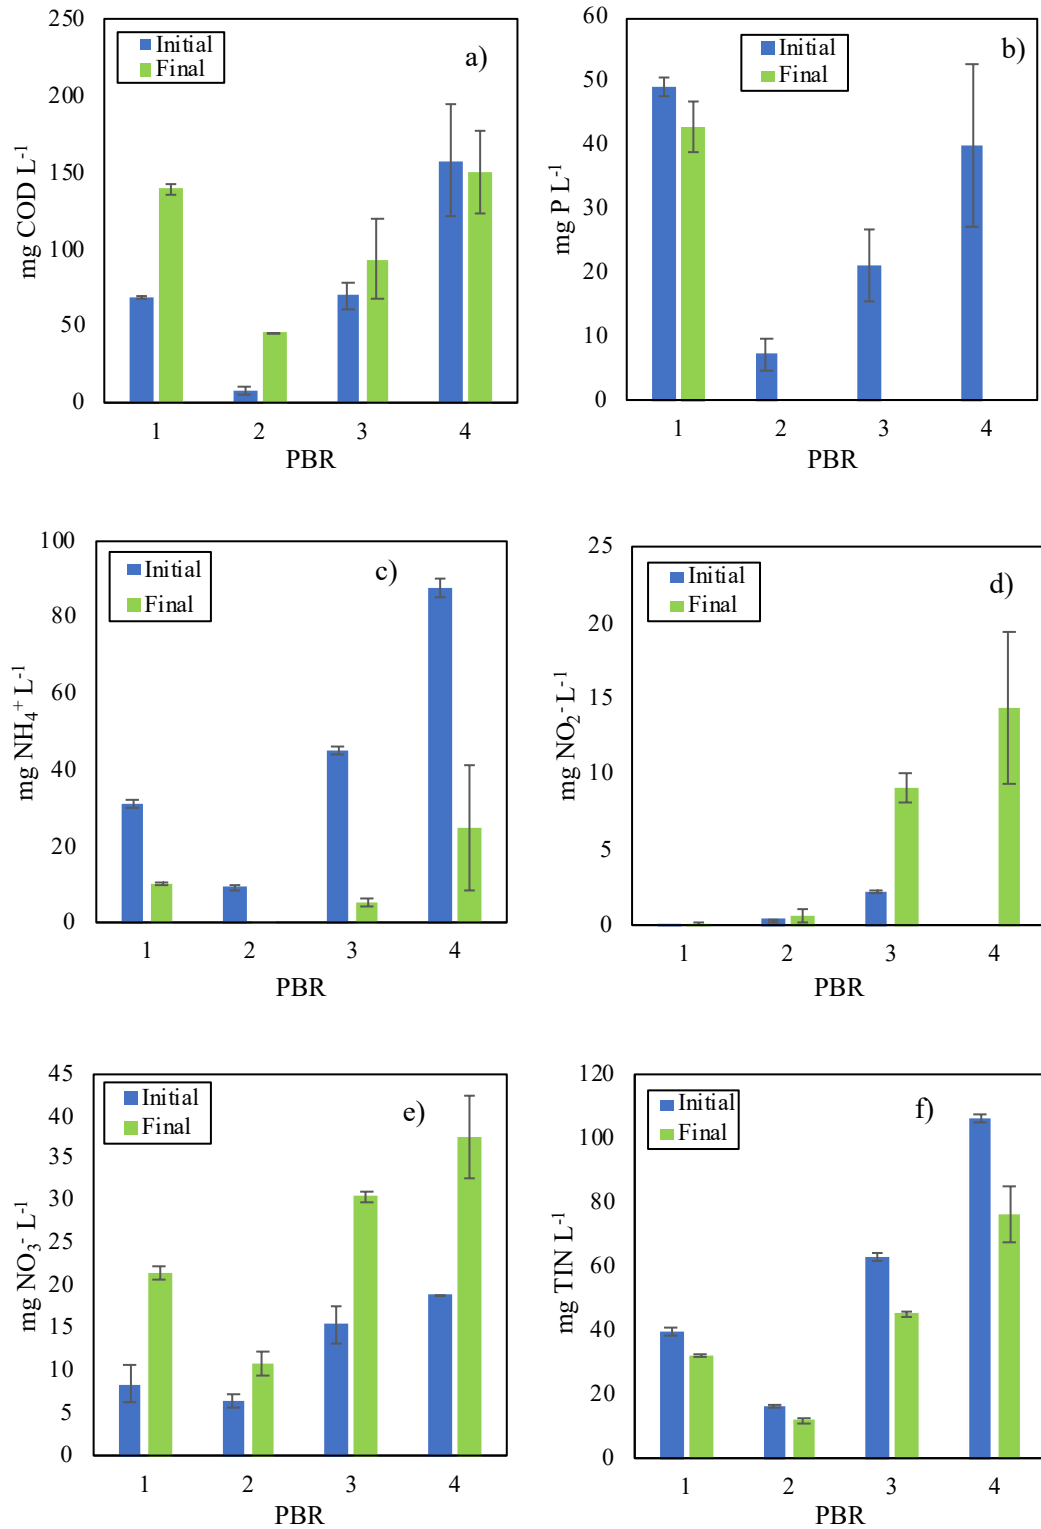 250
200
150
100
50
0
mg COD L⁻¹
Initial
Final
a)
1 2 3 4
PBR
60
50
40
30
20
10
0
mg P L⁻¹
Initial
Final
b)
1 2 3 4
PBR
100
80
60
40
20
0
mg NH₄⁺ L⁻¹
Initial
Final
c)
1 2 3 4
PBR
25
20
15
10
5
0
mg NO₂⁻ L⁻¹
Initial
Final
d)
1 2 3 4
PBR
45
40
35
30
25
20
15
10
5
0
mg NO₃⁻ L⁻¹
Initial
Final
e)
1 2 3 4
PBR
120
100
80
60
40
20
0
mg TIN L⁻¹
Initial
Final
f)
1 2 3 4
PBR